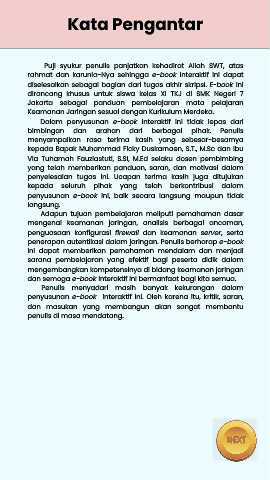 Kata Pengantar
Puji syukur penulis panjatkan kehadirat Allah SWT, atas
rahmat dan karunia-Nya sehingga e-book interaktif ini dapat
diselesaikan sebagai bagian dari tugas akhir skripsi. E-book ini
dirancang khusus untuk siswa kelas XI TKJ di SMK Negeri 7
Jakarta sebagai panduan pembelajaran mata pelajaran
Keamanan Jaringan sesuai dengan Kurikulum Merdeka.
Dalam penyusunan e-book interaktif ini tidak lepas dari
bimbingan dan arahan dari berbagai pihak. Penulis
menyampaikan rasa terima kasih yang sebesar-besarnya
kepada Bapak Muhammad Ficky Duskarnaen, S.T., M.Sc dan Ibu
Via Tuhamah Fauziastuti, S.Si, M.Ed selaku dosen pembimbing
yang telah memberikan panduan, saran, dan motivasi dalam
penyelesaian tugas ini. Ucapan terima kasih juga ditujukan
kepada seluruh pihak yang telah berkontribusi dalam
penyusunan e-book ini, baik secara langsung maupun tidak
langsung.
Adapun tujuan pembelajaran meliputi pemahaman dasar
mengenai keamanan jaringan, analisis berbagai ancaman,
penguasaan konfigurasi firewall dan keamanan server, serta
penerapan autentikasi dalam jaringan. Penulis berharap e-book
ini dapat memberikan pemahaman mendalam dan menjadi
sarana pembelajaran yang efektif bagi peserta didik dalam
mengembangkan kompetensinya di bidang keamanan jaringan
dan semoga e-book interaktif ini bermanfaat bagi kita semua.
Penulis menyadari masih banyak kekurangan dalam
penyusunan e-book interaktif ini. Oleh karena itu, kritik, saran,
dan masukan yang membangun akan sangat membantu
penulis di masa mendatang.
NEXT